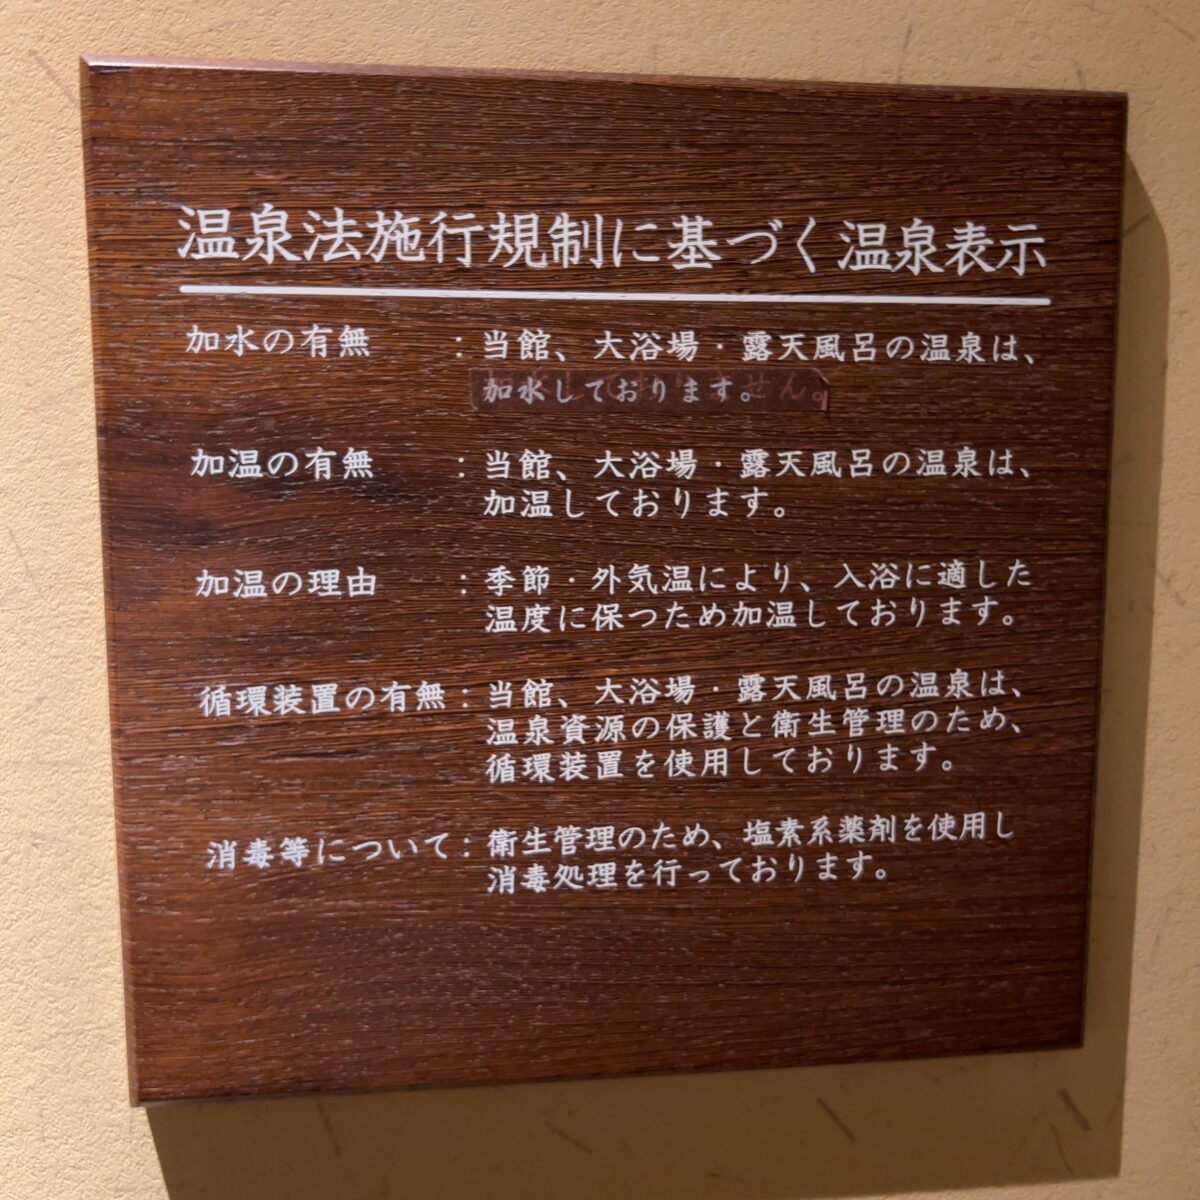 温泉法施行規制に基づく温泉表示
加水の有無 : 当館、大浴場・露天風呂の温泉は、
加水しております。
加温の有無 : 当館、大浴場・露天風呂の温泉は、
加温しております。
加温の理由 : 季節・外気温により、入浴に適した
温度に保つため加温しております。
循環装置の有無 : 当館、大浴場・露天風呂の温泉は、
温泉資源の保護と衛生管理のため、
循環装置を使用しております。
消毒等について : 衛生管理のため、塩素系薬剤を使用し
消毒処理を行っております。